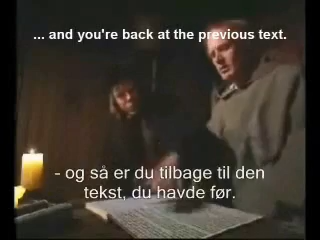 ... and you're back at the previous text.
- og så er du tilbage til den
tekst, du havde før.